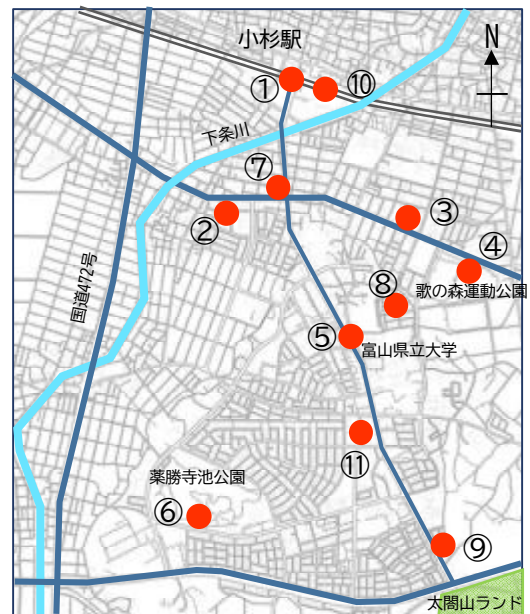 小杉駅
N
①
⑩
下条川
⑦
②
③
④
国道472号
歌の森運動公園
⑧
⑤
富山県立大学
⑪
薬勝寺池公園
⑥
⑨
太閤山ランド